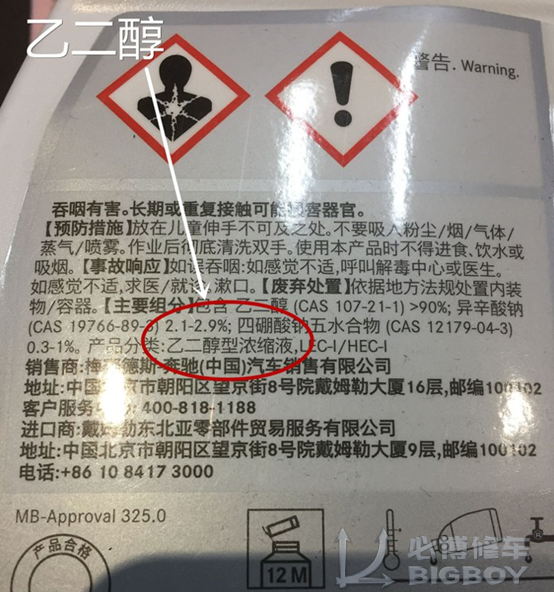 乙二醇
警告. Warning.
吞咽有害。长期或重复接触可能损害器官。
【预防措施】放在儿童伸手不可及之处。不要吸入粉尘/烟/气体/
蒸气/喷雾。作业后彻底清洗双手。使用本产品时不得进食、饮水或
吸烟。【事故响应】如误吞咽: 如感觉不适, 呼叫解毒中心或医生。
如感觉不适, 求医/就诊。漱口。【废弃处置】依据地方法规处置内装
物/容器。【主要组分】包含 乙二醇 (CAS 107-21-1) >90%; 异辛酸钠
(CAS 19766-89-3) 2.1-2.9%; 四硼酸钠五水合物 (CAS 12179-04-3)
0.3-1%。产品分类: 乙二醇型浓缩液, LEC-I/HEC-I
销售商: 梅赛德斯-奔驰(中国)汽车销售有限公司
地址: 中国北京市朝阳区望京街8号院戴姆勒大厦16层, 邮编100102
客户服务部: 400-818-1188
进口商: 戴姆勒东北亚零部件贸易服务有限公司
地址: 中国北京市朝阳区望京街8号院戴姆勒大厦9层, 邮编100102
电话: +86 10 8417 3000
MB-Approval 325.0
产品合格
12 M
必博修车
BIGBOY